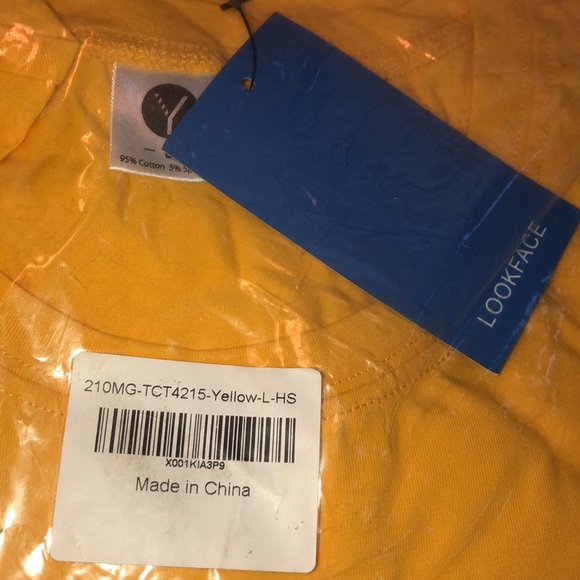 95% Cotton 5% Sp
LOOKFACE
210MG-TCT4215-Yellow-L-HS
X001KIA3P9
Made in China